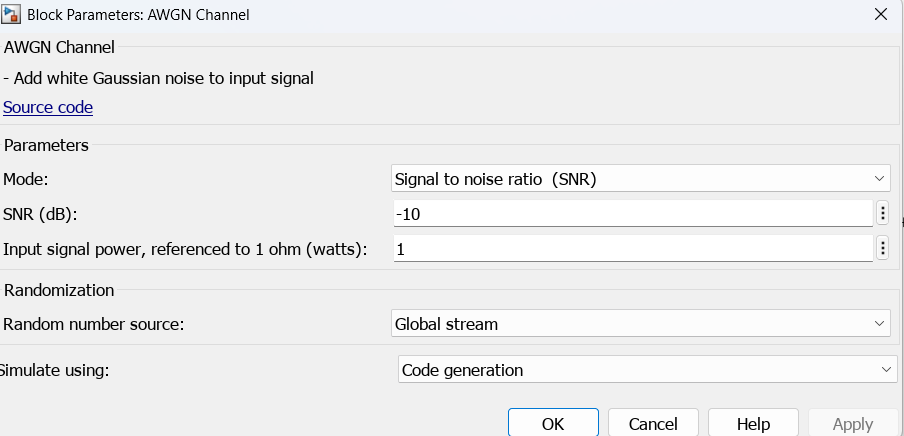 Block Parameters: AWGN Channel
AWGN Channel
- Add white Gaussian noise to input signal
Source code
Parameters
Mode: Signal to noise ratio (SNR)
SNR (dB): -10
Input signal power, referenced to 1 ohm (watts): 1
Randomization
Random number source: Global stream
Simulate using: Code generation
OK Cancel Help Apply